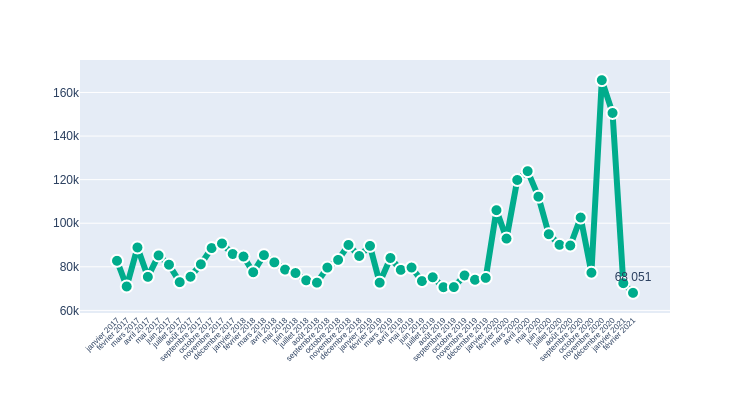 160k
140k
120k
100k
80k
60k
68 051
janvier 2017
février 2017
mars 2017
avril 2017
mai 2017
juin 2017
juillet 2017
août 2017
septembre 2017
octobre 2017
novembre 2017
décembre 2017
janvier 2018
février 2018
mars 2018
avril 2018
mai 2018
juin 2018
juillet 2018
août 2018
septembre 2018
octobre 2018
novembre 2018
décembre 2018
janvier 2019
février 2019
mars 2019
avril 2019
mai 2019
juin 2019
juillet 2019
août 2019
septembre 2019
octobre 2019
novembre 2019
décembre 2019
janvier 2020
février 2020
mars 2020
avril 2020
mai 2020
juin 2020
juillet 2020
août 2020
septembre 2020
octobre 2020
novembre 2020
décembre 2020
janvier 2021
février 2021